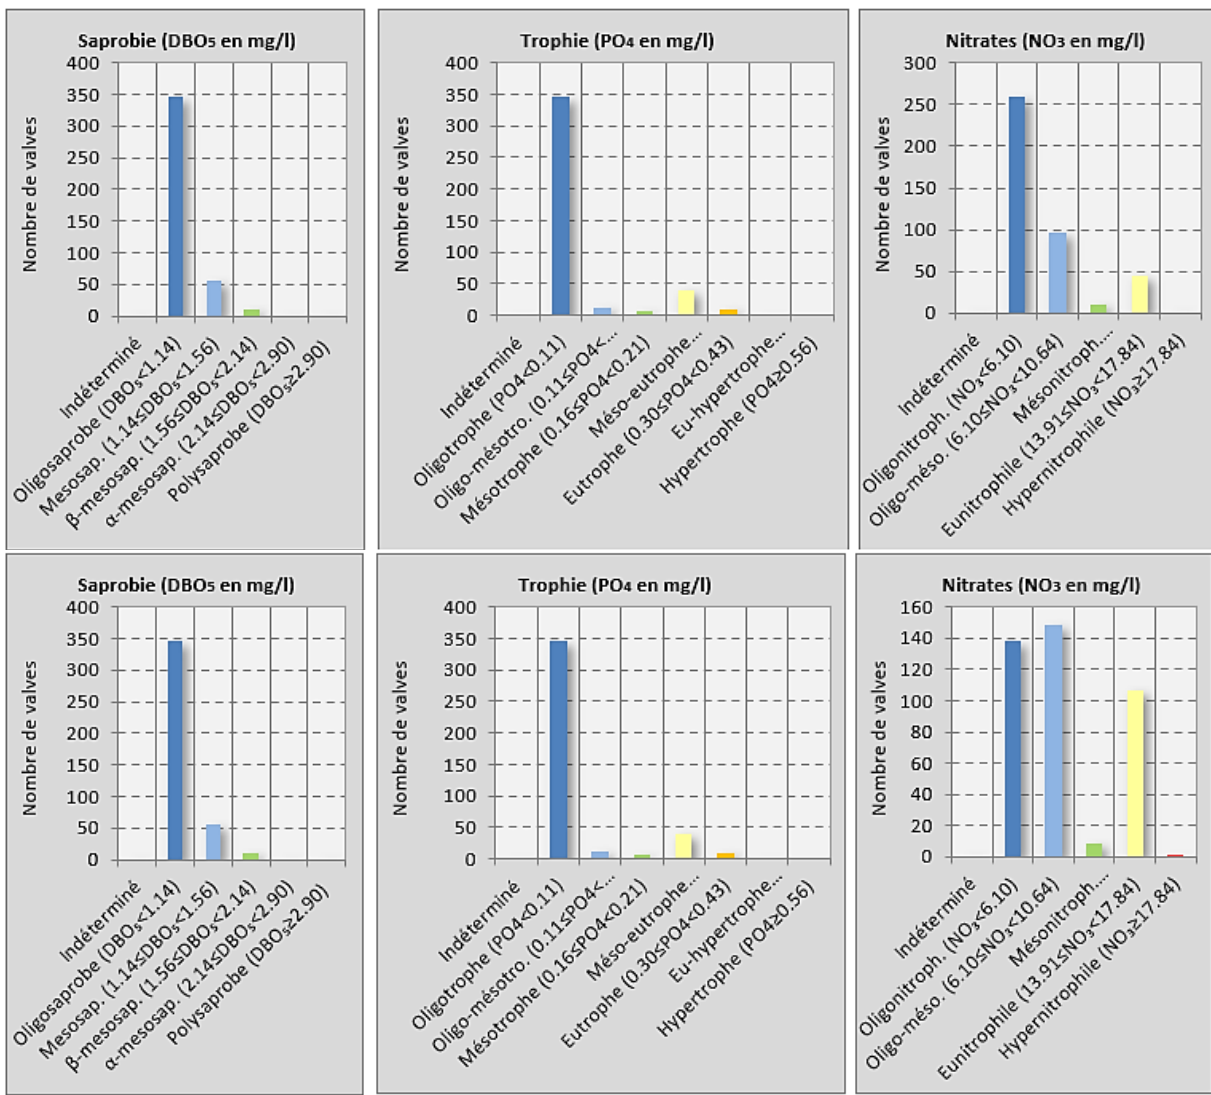 Saprobie (DBO₅ en mg/l)
Nombre de valves
400
350
300
250
200
150
100
50
0
Indéterminé
Oligosaprobe (DBO₅<1.14)
Mesosap. (1.14≤DBO₅<1.56)
β-mesosap. (1.56≤DBO₅<2.14)
α-mesosap. (2.14≤DBO₅<2.90)
Polysaprobe (DBO₅≥2.90)
Trophie (PO4 en mg/l)
Nombre de valves
400
350
300
250
200
150
100
50
0
Indéterminé
Oligotrophe (PO4<0.11)
Oligo-mésotro. (0.11≤PO4<...
Mésotrophe (0.16≤PO4<0.21)
Méso-eutrophe...
Eutrophe (0.30≤PO4<0.43)
Eu-hypertrophe...
Hypertrophe (PO4≥0.56)
Nitrates (NO3 en mg/l)
Nombre de valves
300
250
200
150
100
50
0
Indéterminé
Oligonitroph. (NO₃<6.10)
Oligo-méso. (6.10≤NO₃<10.64)
Mésonitroph....
Eunitrophile (13.91≤NO₃<17.84)
Hypernitrophile (NO₃≥17.84)
Saprobie (DBO₅ en mg/l)
Nombre de valves
400
350
300
250
200
150
100
50
0
Indéterminé
Oligosaprobe (DBO₅<1.14)
Mesosap. (1.14≤DBO₅<1.56)
β-mesosap. (1.56≤DBO₅<2.14)
α-mesosap. (2.14≤DBO₅<2.90)
Polysaprobe (DBO₅≥2.90)
Trophie (PO4 en mg/l)
Nombre de valves
400
350
300
250
200
150
100
50
0
Indéterminé
Oligotrophe (PO4<0.11)
Oligo-mésotro. (0.11≤PO4<...
Mésotrophe (0.16≤PO4<0.21)
Méso-eutrophe...
Eutrophe (0.30≤PO4<0.43)
Eu-hypertrophe...
Hypertrophe (PO4≥0.56)
Nitrates (NO3 en mg/l)
Nombre de valves
160
140
120
100
80
60
40
20
0
Indéterminé
Oligonitroph. (NO₃<6.10)
Oligo-méso. (6.10≤NO₃<10.64)
Mésonitroph....
Eunitrophile (13.91≤NO₃<17.84)
Hypernitrophile (NO₃≥17.84)